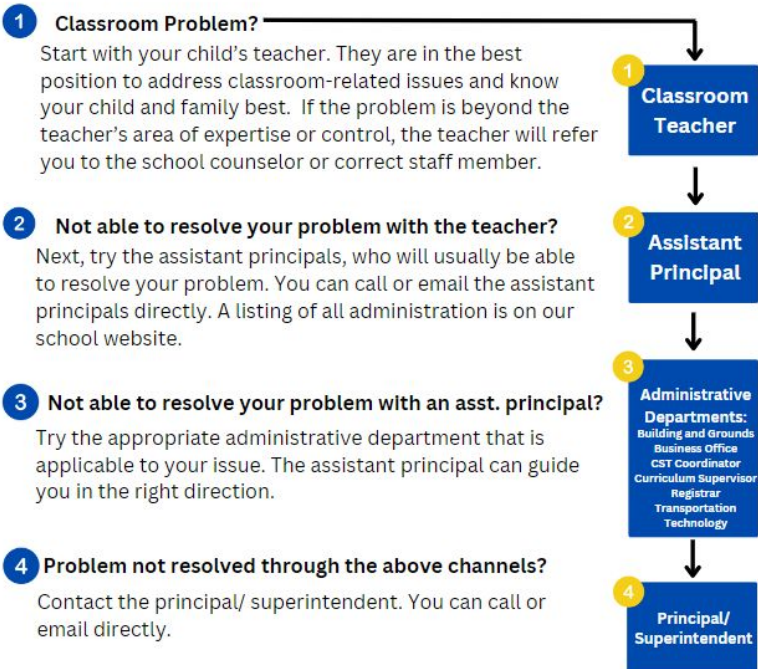 1 Classroom Problem?
Start with your child's teacher. They are in the best
position to address classroom-related issues and know
your child and family best. If the problem is beyond the
teacher's area of expertise or control, the teacher will refer
you to the school counselor or correct staff member.
1
Classroom
Teacher
2 Not able to resolve your problem with the teacher?
Next, try the assistant principals, who will usually be able
to resolve your problem. You can call or email the assistant
principals directly. A listing of all administration is on our
school website.
2
Assistant
Principal
3 Not able to resolve your problem with an asst. principal?
Try the appropriate administrative department that is
applicable to your issue. The assistant principal can guide
you in the right direction.
3
Administrative
Departments:
Building and Grounds
Business Office
CST Coordinator
Curriculum Supervisor
Registrar
Transportation
Technology
4 Problem not resolved through the above channels?
Contact the principal/ superintendent. You can call or
email directly.
4
Principal/
Superintendent